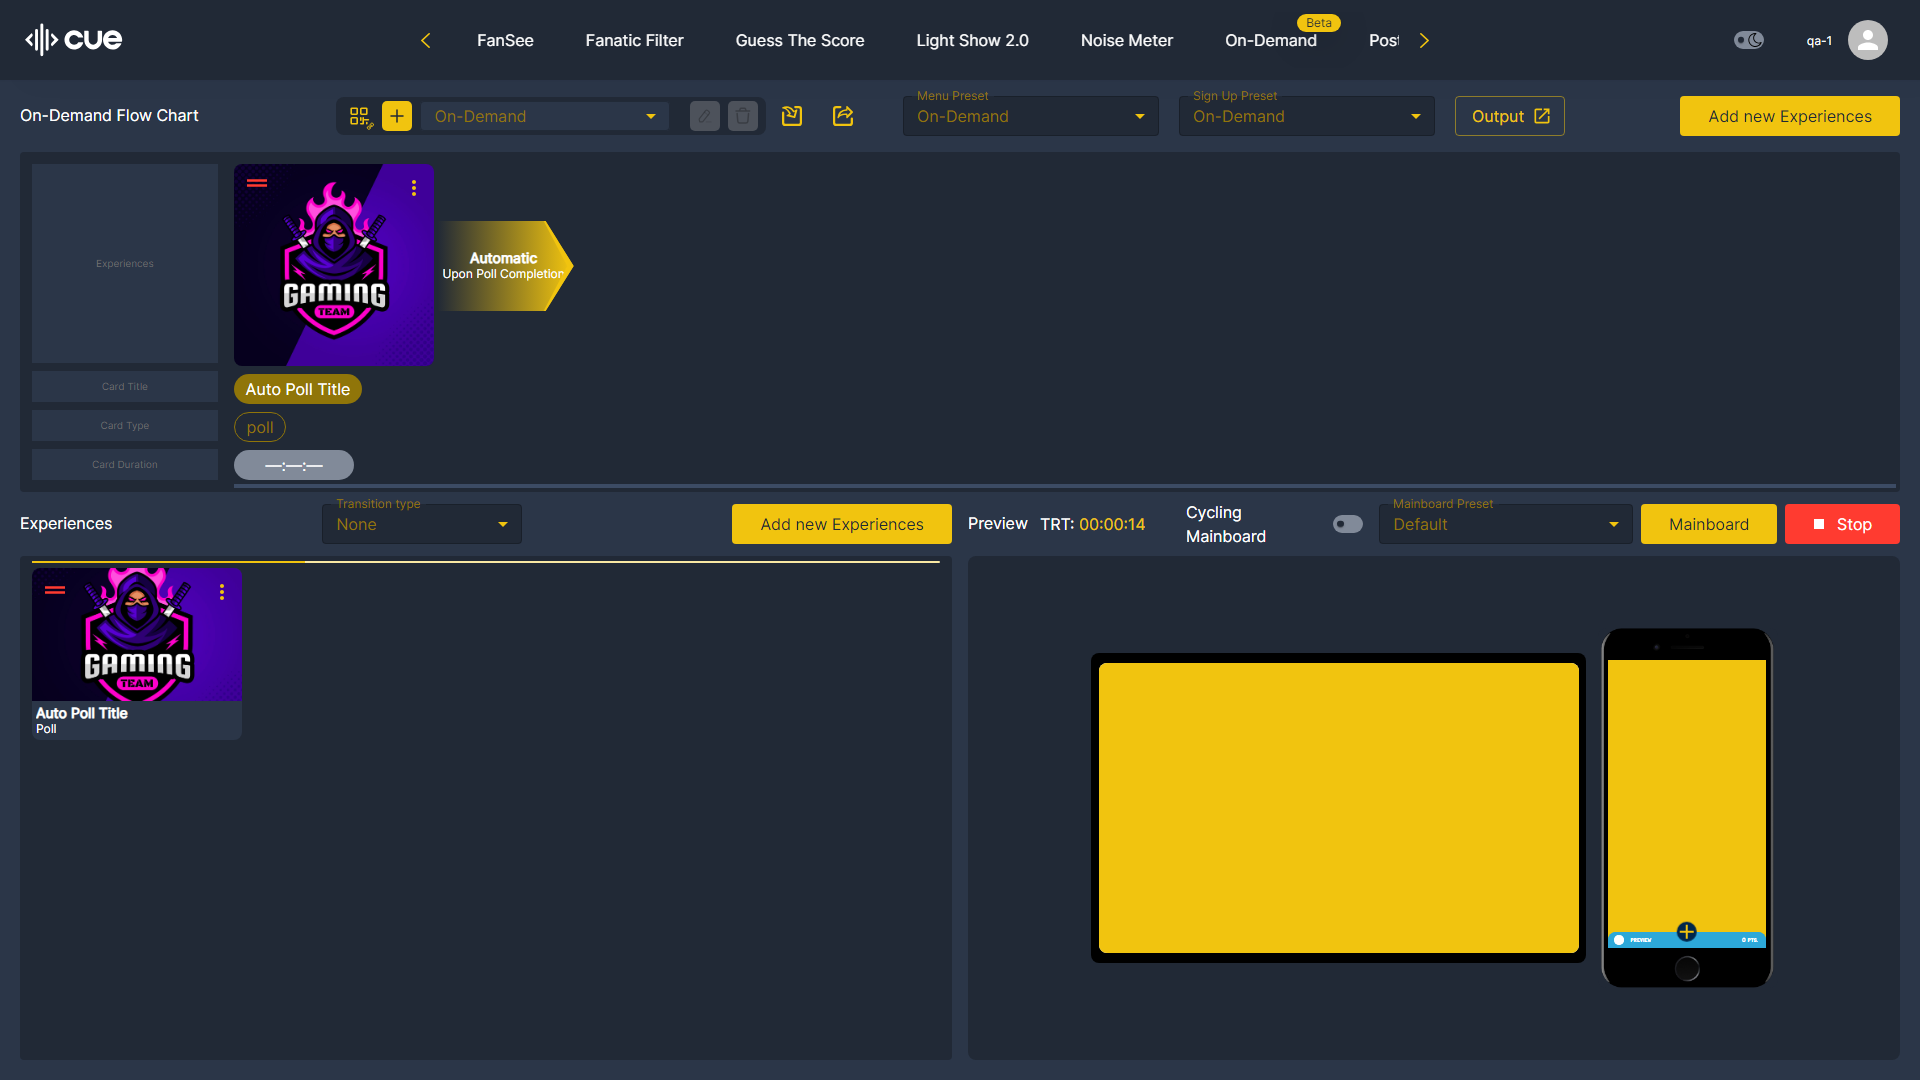 cue
FanSee
Fanatic Filter
Guess The Score
Light Show 2.0
Noise Meter
On-Demand
Beta
Post
qa-1
On-Demand Flow Chart
On-Demand
Menu Preset
On-Demand
Sign Up Preset
On-Demand
Output
Add new Experiences
Experiences
GAMING
TEAM
Automatic
Upon Poll Completion
Card Title
Auto Poll Title
Card Type
poll
Card Duration
—:—:—
Experiences
Transition type
None
Add new Experiences
Preview
TRT: 00:00:14
Cycling
Mainboard
Mainboard Preset
Default
Mainboard
Stop
GAMING
TEAM
Auto Poll Title
Poll
PREVIEW
0 PTS.